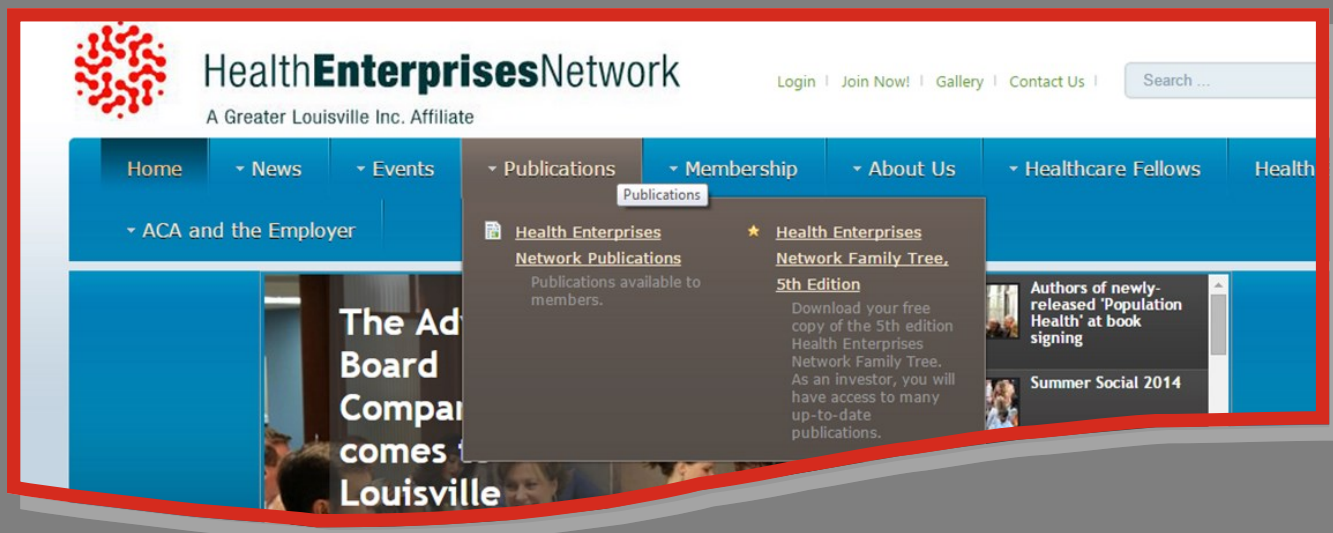 HealthEnterprisesNetwork
A Greater Louisville Inc. Affiliate
Login
Join Now!
Gallery
Contact Us
Search ...
Home
News
Events
Publications
Membership
About Us
Healthcare Fellows
Health
Publications
ACA and the Employer
Health Enterprises
Network Publications
Publications available to
members.
Health Enterprises
Network Family Tree,
5th Edition
Download your free
copy of the 5th edition
Health Enterprises
Network Family Tree.
As an investor, you will
have access to many
up-to-date
publications.
The Ad
Board
Compa
comes
Louisville
Authors of newly-
released 'Population
Health' at book
signing
Summer Social 2014